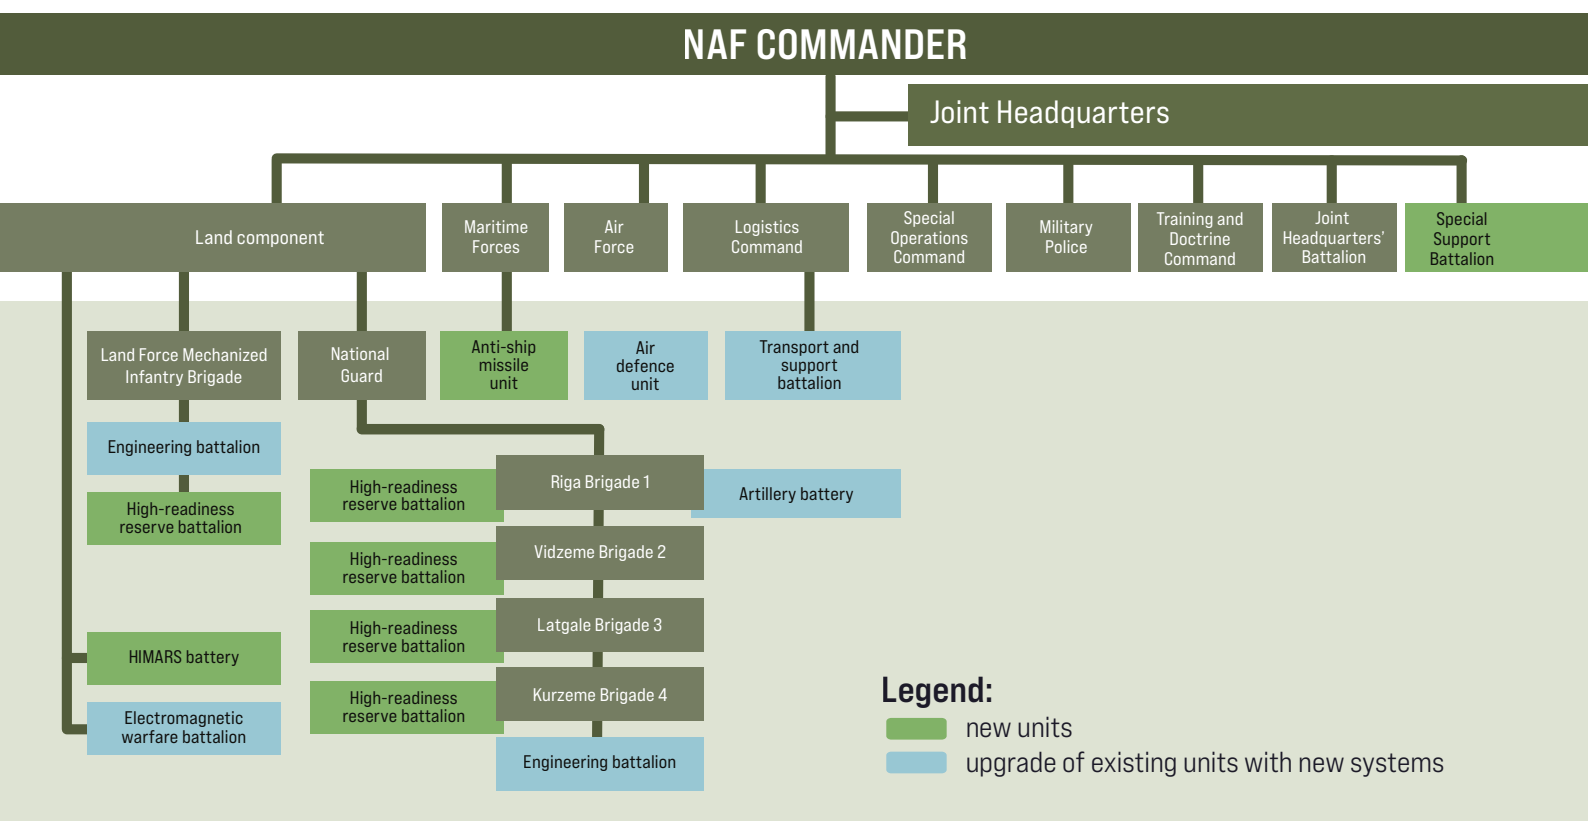 NAF COMMANDER
Joint Headquarters
Land component
Maritime
Forces
Air
Force
Logistics
Command
Special
Operations
Command
Military
Police
Training and
Doctrine
Command
Joint
Headquarters'
Battalion
Special
Support
Battalion
Land Force Mechanized
Infantry Brigade
National
Guard
Anti-ship
missile
unit
Air
defence
unit
Transport and
support
battalion
Engineering battalion
High-readiness
reserve battalion
High-readiness
reserve battalion
Riga Brigade 1
Artillery battery
High-readiness
reserve battalion
Vidzeme Brigade 2
High-readiness
reserve battalion
Latgale Brigade 3
High-readiness
reserve battalion
Kurzeme Brigade 4
Engineering battalion
HIMARS battery
Electromagnetic
warfare battalion
Legend:
new units
upgrade of existing units with new systems